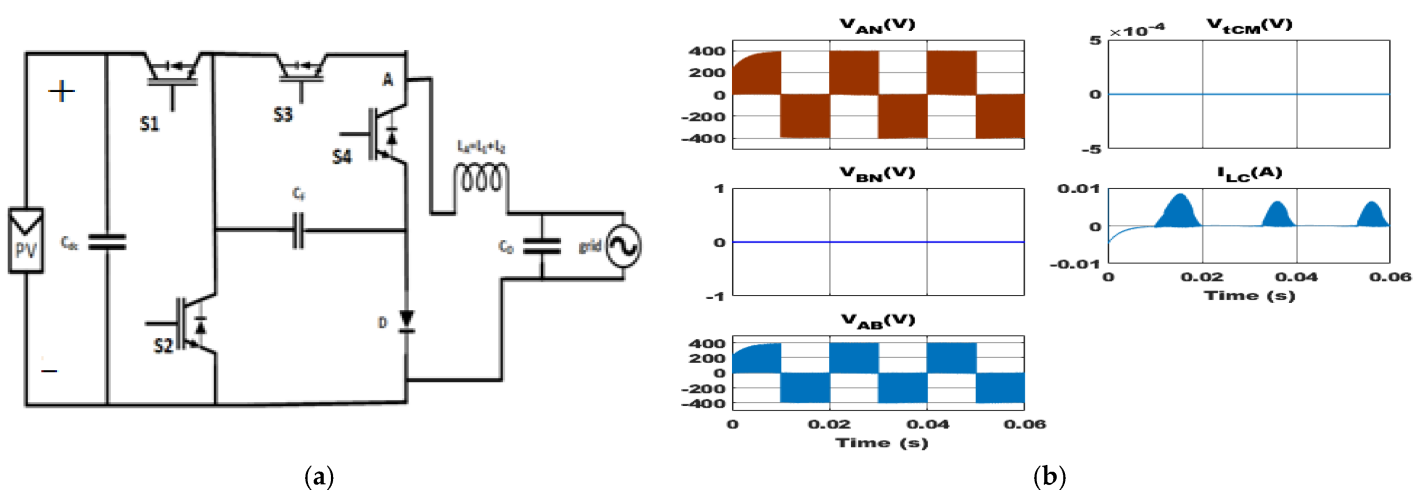 +
S1
S3
A
S4
L_A=L_1+L_2
C_F
PV
C_dc
C_O
grid
S2
D
−
(a)
V_AN(V)
400
200
0
-200
-400
V_BN(V)
1
0
-1
V_AB(V)
400
200
0
-200
-400
0 0.02 0.04 0.06
Time (s)
V_tCM(V)
×10⁻⁴
5
0
-5
I_LC(A)
0.01
0
-0.01
0 0.02 0.04 0.06
Time (s)
(b)